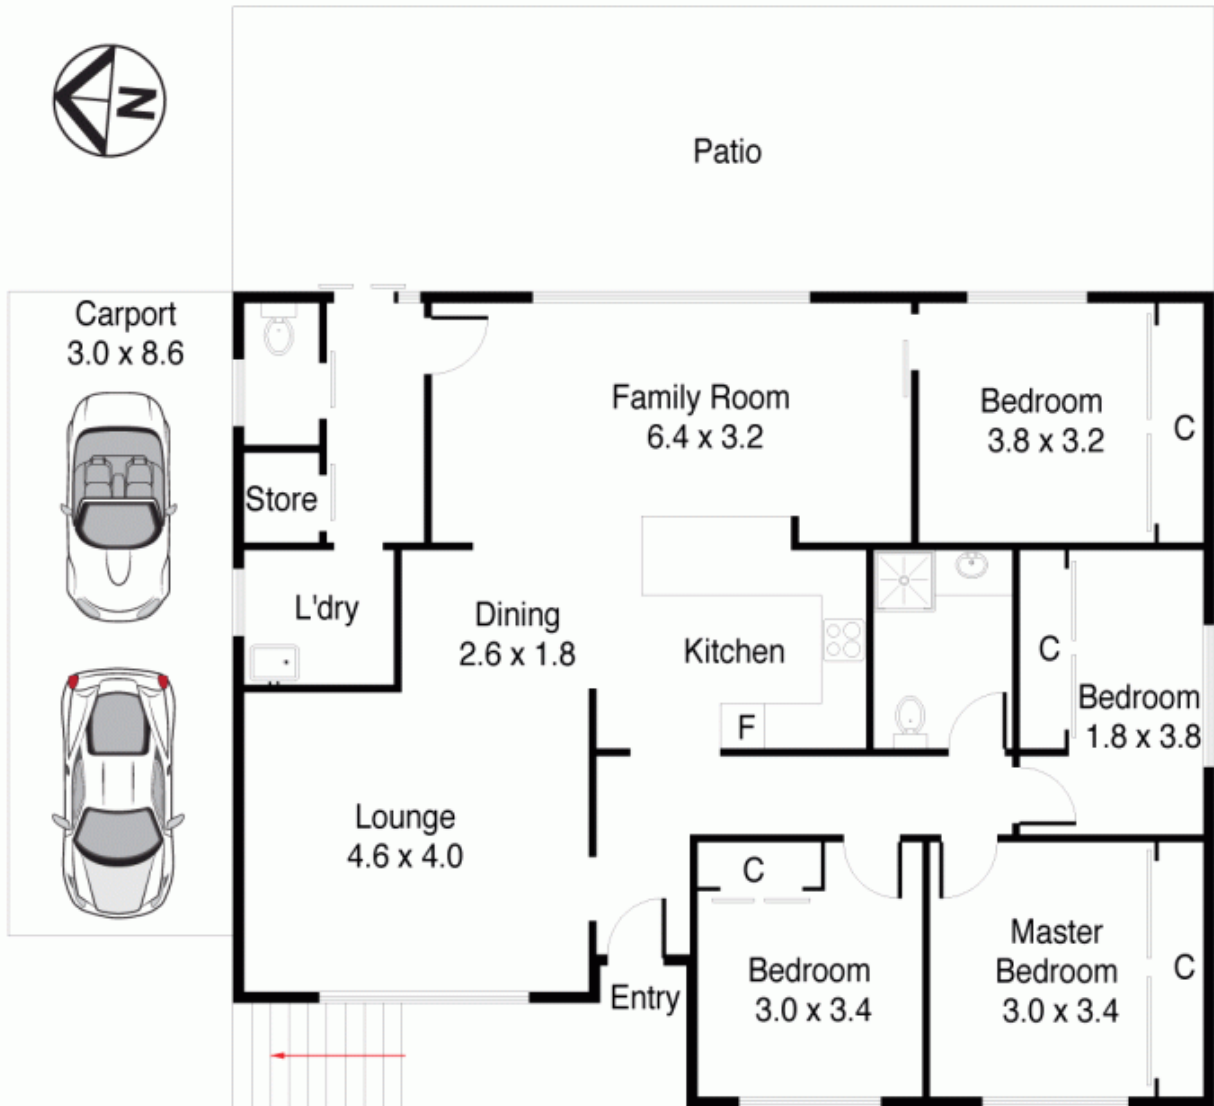 N
Patio
Carport
3.0 x 8.6
Family Room
6.4 x 3.2
Bedroom
3.8 x 3.2
C
Store
L'dry
Dining
2.6 x 1.8
Kitchen
F
C
Bedroom
1.8 x 3.8
Lounge
4.6 x 4.0
C
Entry
Bedroom
3.0 x 3.4
Master
Bedroom
3.0 x 3.4
C